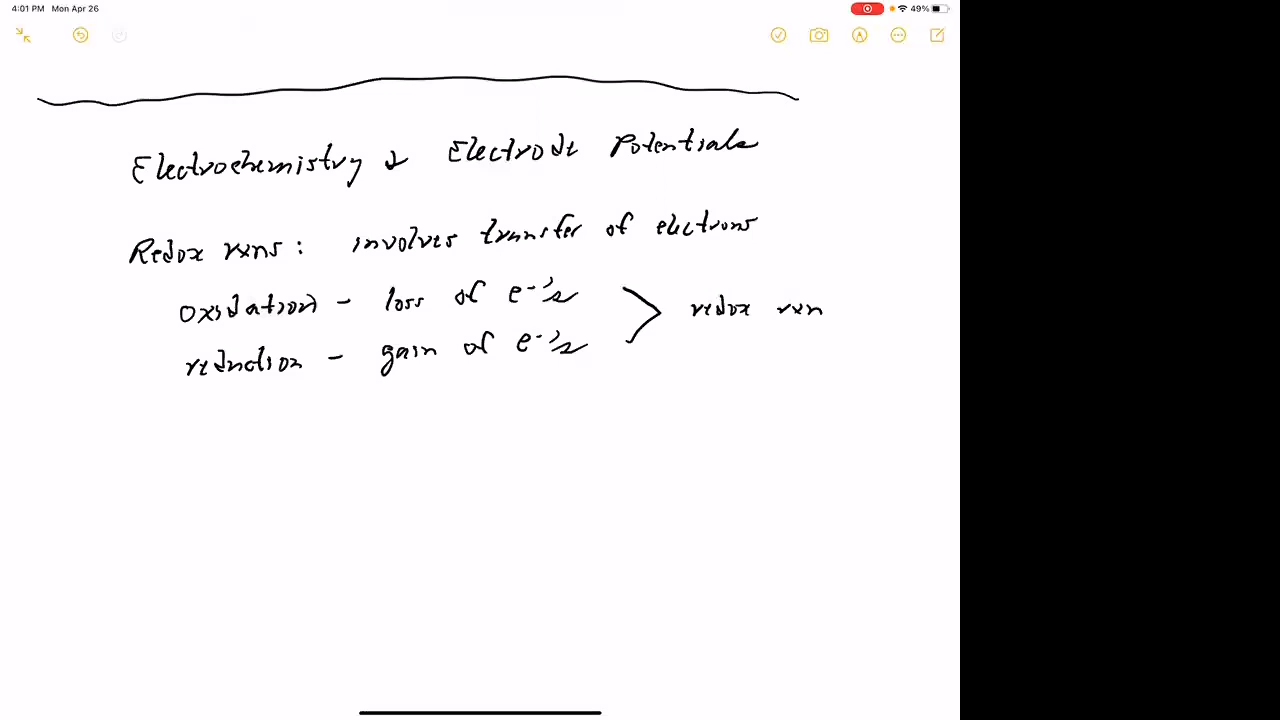 4:01 PM Mon Apr 26 49%
Electrochemistry & Electrode Potentials
Redox rxns: involves transfer of electrons
oxidation - loss of e-'s
reduction - gain of e-'s
redox rxn